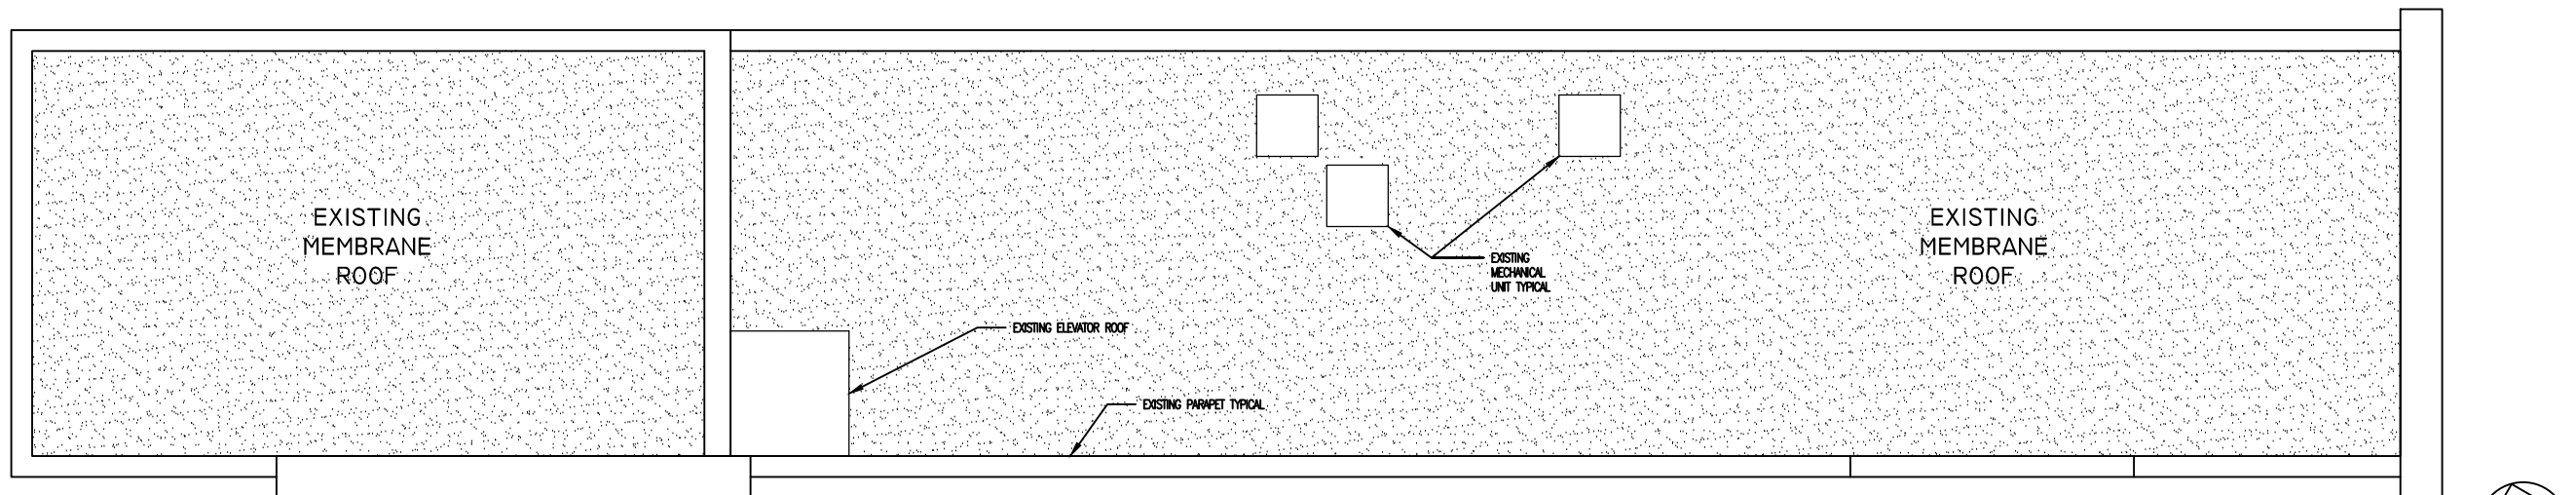 EXISTING
MEMBRANE
ROOF
EXISTING
MEMBRANE
ROOF
EXISTING
MECHANICAL
UNIT TYPICAL
EXISTING ELEVATOR ROOF
EXISTING PARAPET TYPICAL